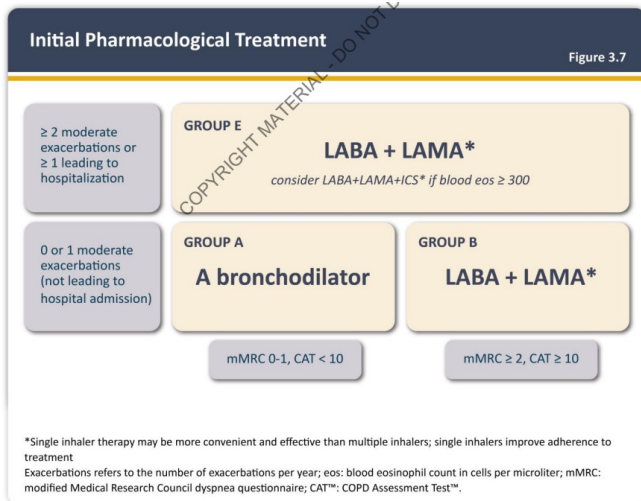 Initial Pharmacological Treatment
Figure 3.7
COPYRIGHT MATERIAL - DO NOT
≥ 2 moderate
exacerbations or
≥ 1 leading to
hospitalization
GROUP E
LABA + LAMA*
consider LABA+LAMA+ICS* if blood eos ≥ 300
0 or 1 moderate
exacerbations
(not leading to
hospital admission)
GROUP A
A bronchodilator
GROUP B
LABA + LAMA*
mMRC 0-1, CAT < 10
mMRC ≥ 2, CAT ≥ 10
*Single inhaler therapy may be more convenient and effective than multiple inhalers; single inhalers improve adherence to
treatment
Exacerbations refers to the number of exacerbations per year; eos: blood eosinophil count in cells per microliter; mMRC:
modified Medical Research Council dyspnea questionnaire; CAT™: COPD Assessment Test™.